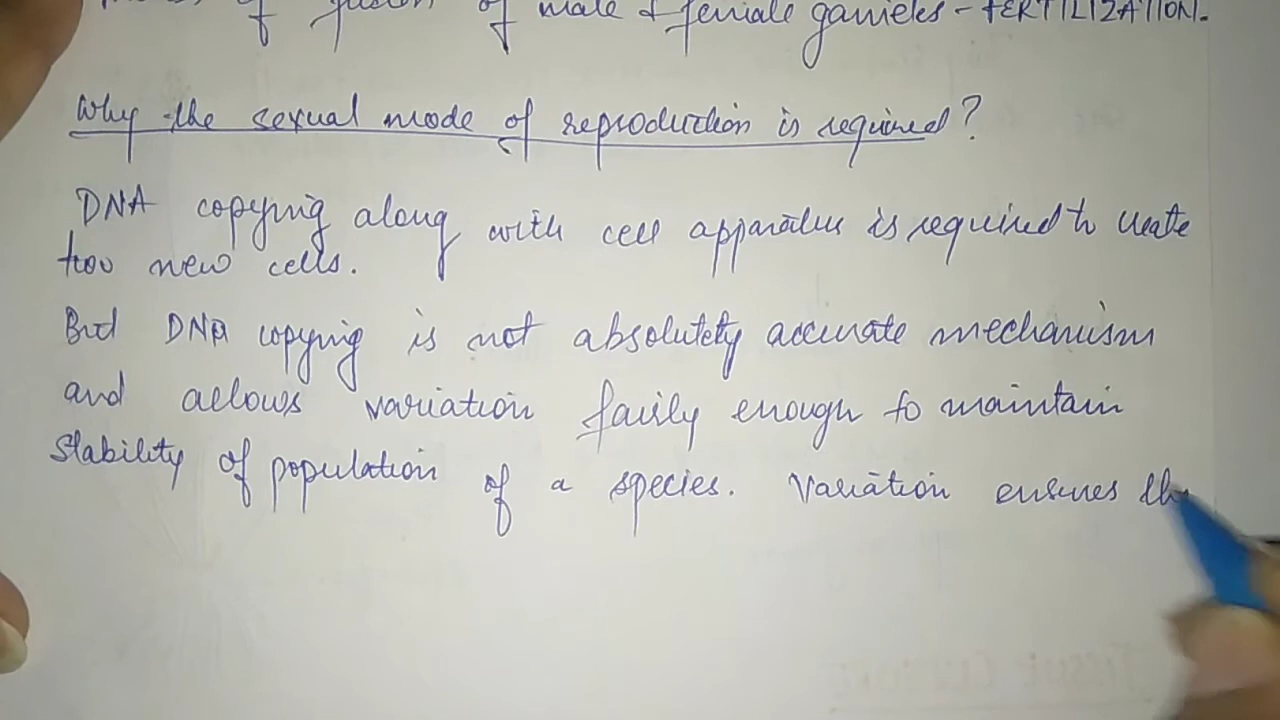 of fusion of male & female gametes - FERTILIZATION.
Why the sexual mode of reproduction is required?
DNA copying along with cell apparatus is required to create
two new cells.
But DNA copying is not absolutely accurate mechanism
and allows variation fairly enough to maintain
stability of population of a species. Variation ensures the